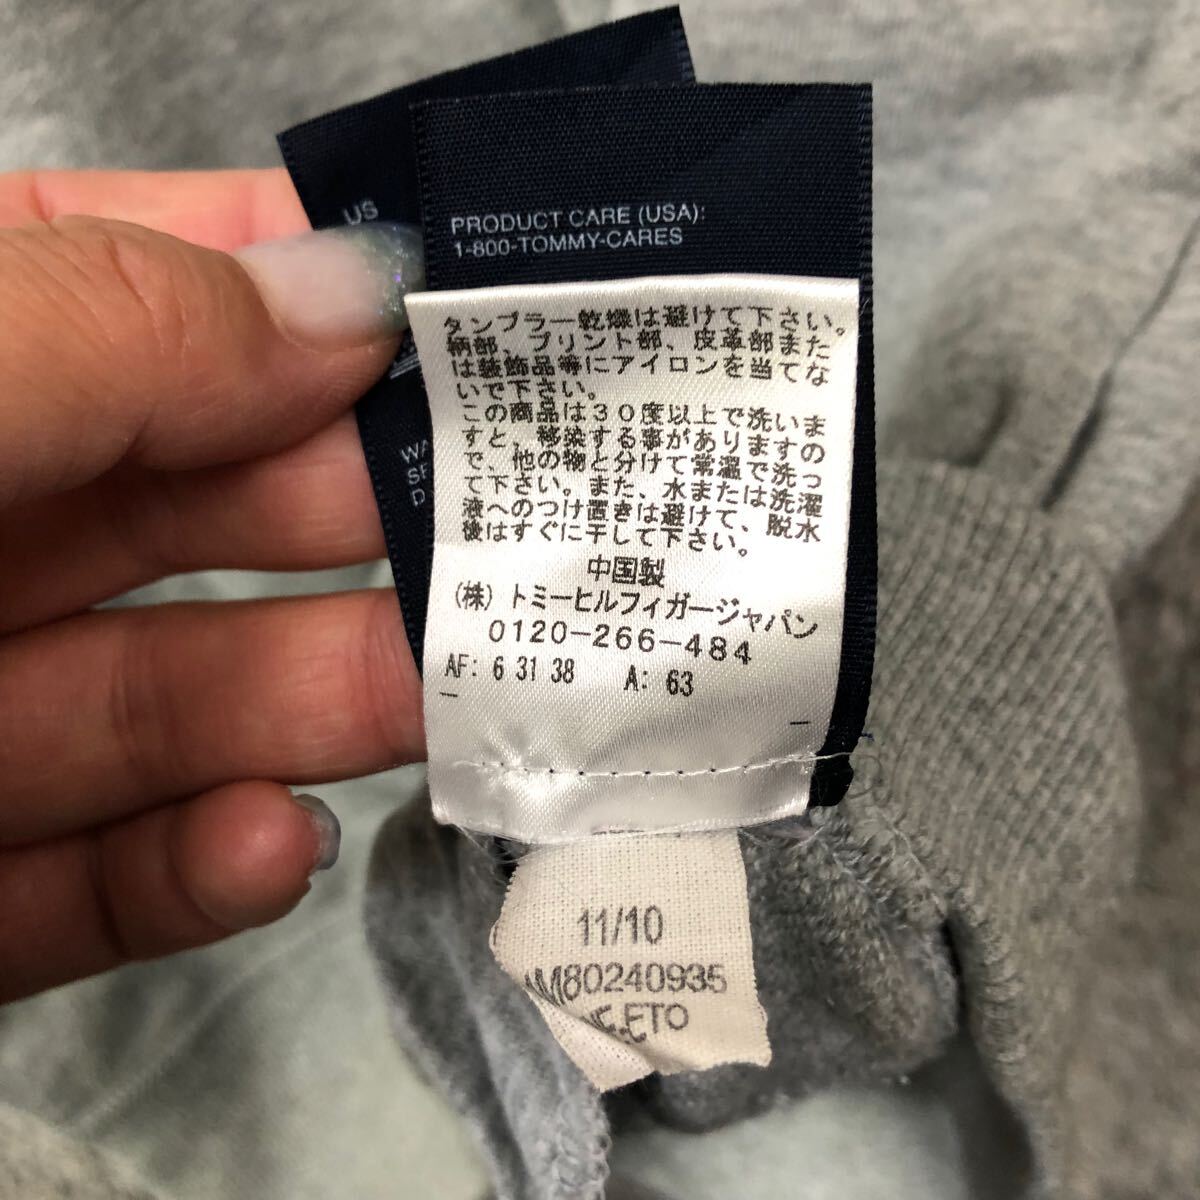 US
PRODUCT CARE (USA):
1-800-TOMMY-CARES
タンブラー乾燥は避けて下さい。
柄部、プリント部、皮革部また
は装飾品等にアイロンを当てな
いで下さい。
この商品は30度以上で洗いま
すと、移染する事がありますの
で、他の物と分けて常温で洗っ
て下さい。また、水または洗濯
液へのつけ置きは避けて、脱水
後はすぐに干して下さい。
中国製
(株) トミーヒルフィガージャパン
0120-266-484
AF: 6 31 38 A: 63
11/10
M80240935